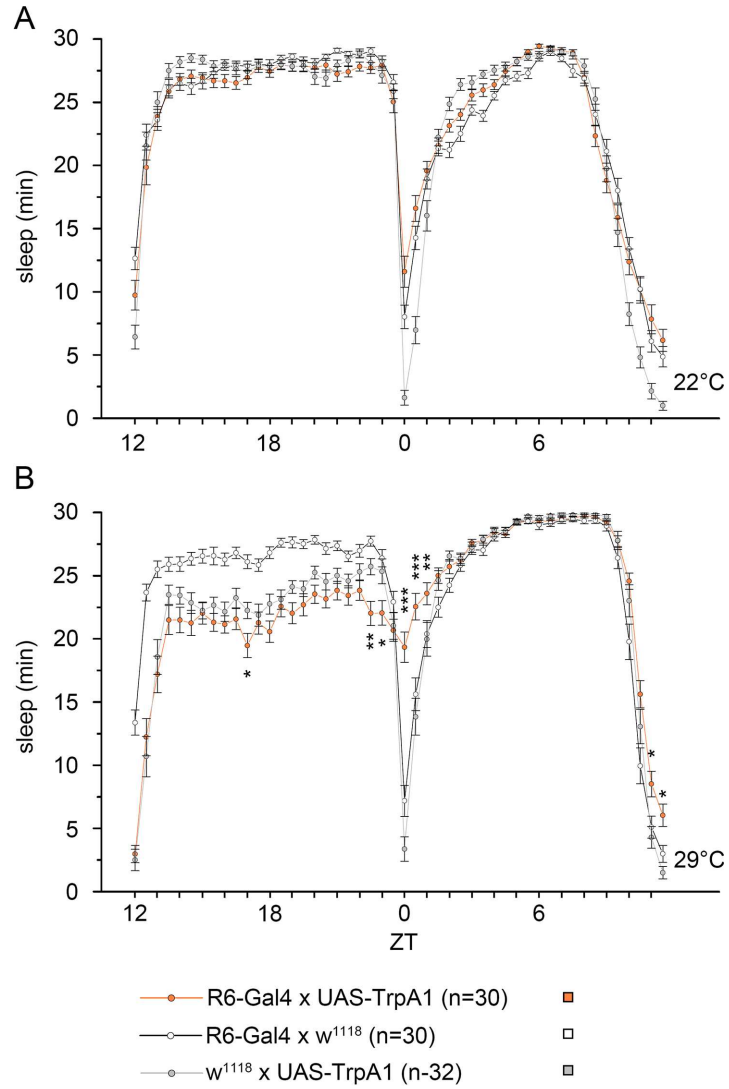 A
30
25
20
15
10
5
0
sleep (min)
22°C
12 18 0 6
B
30
25
20
15
10
5
0
sleep (min)
*
**
*
***
***
**
*
*
29°C
12 18 0 6
ZT
R6-Gal4 x UAS-TrpA1 (n=30)
R6-Gal4 x w¹¹¹⁸ (n=30)
w¹¹¹⁸ x UAS-TrpA1 (n-32)